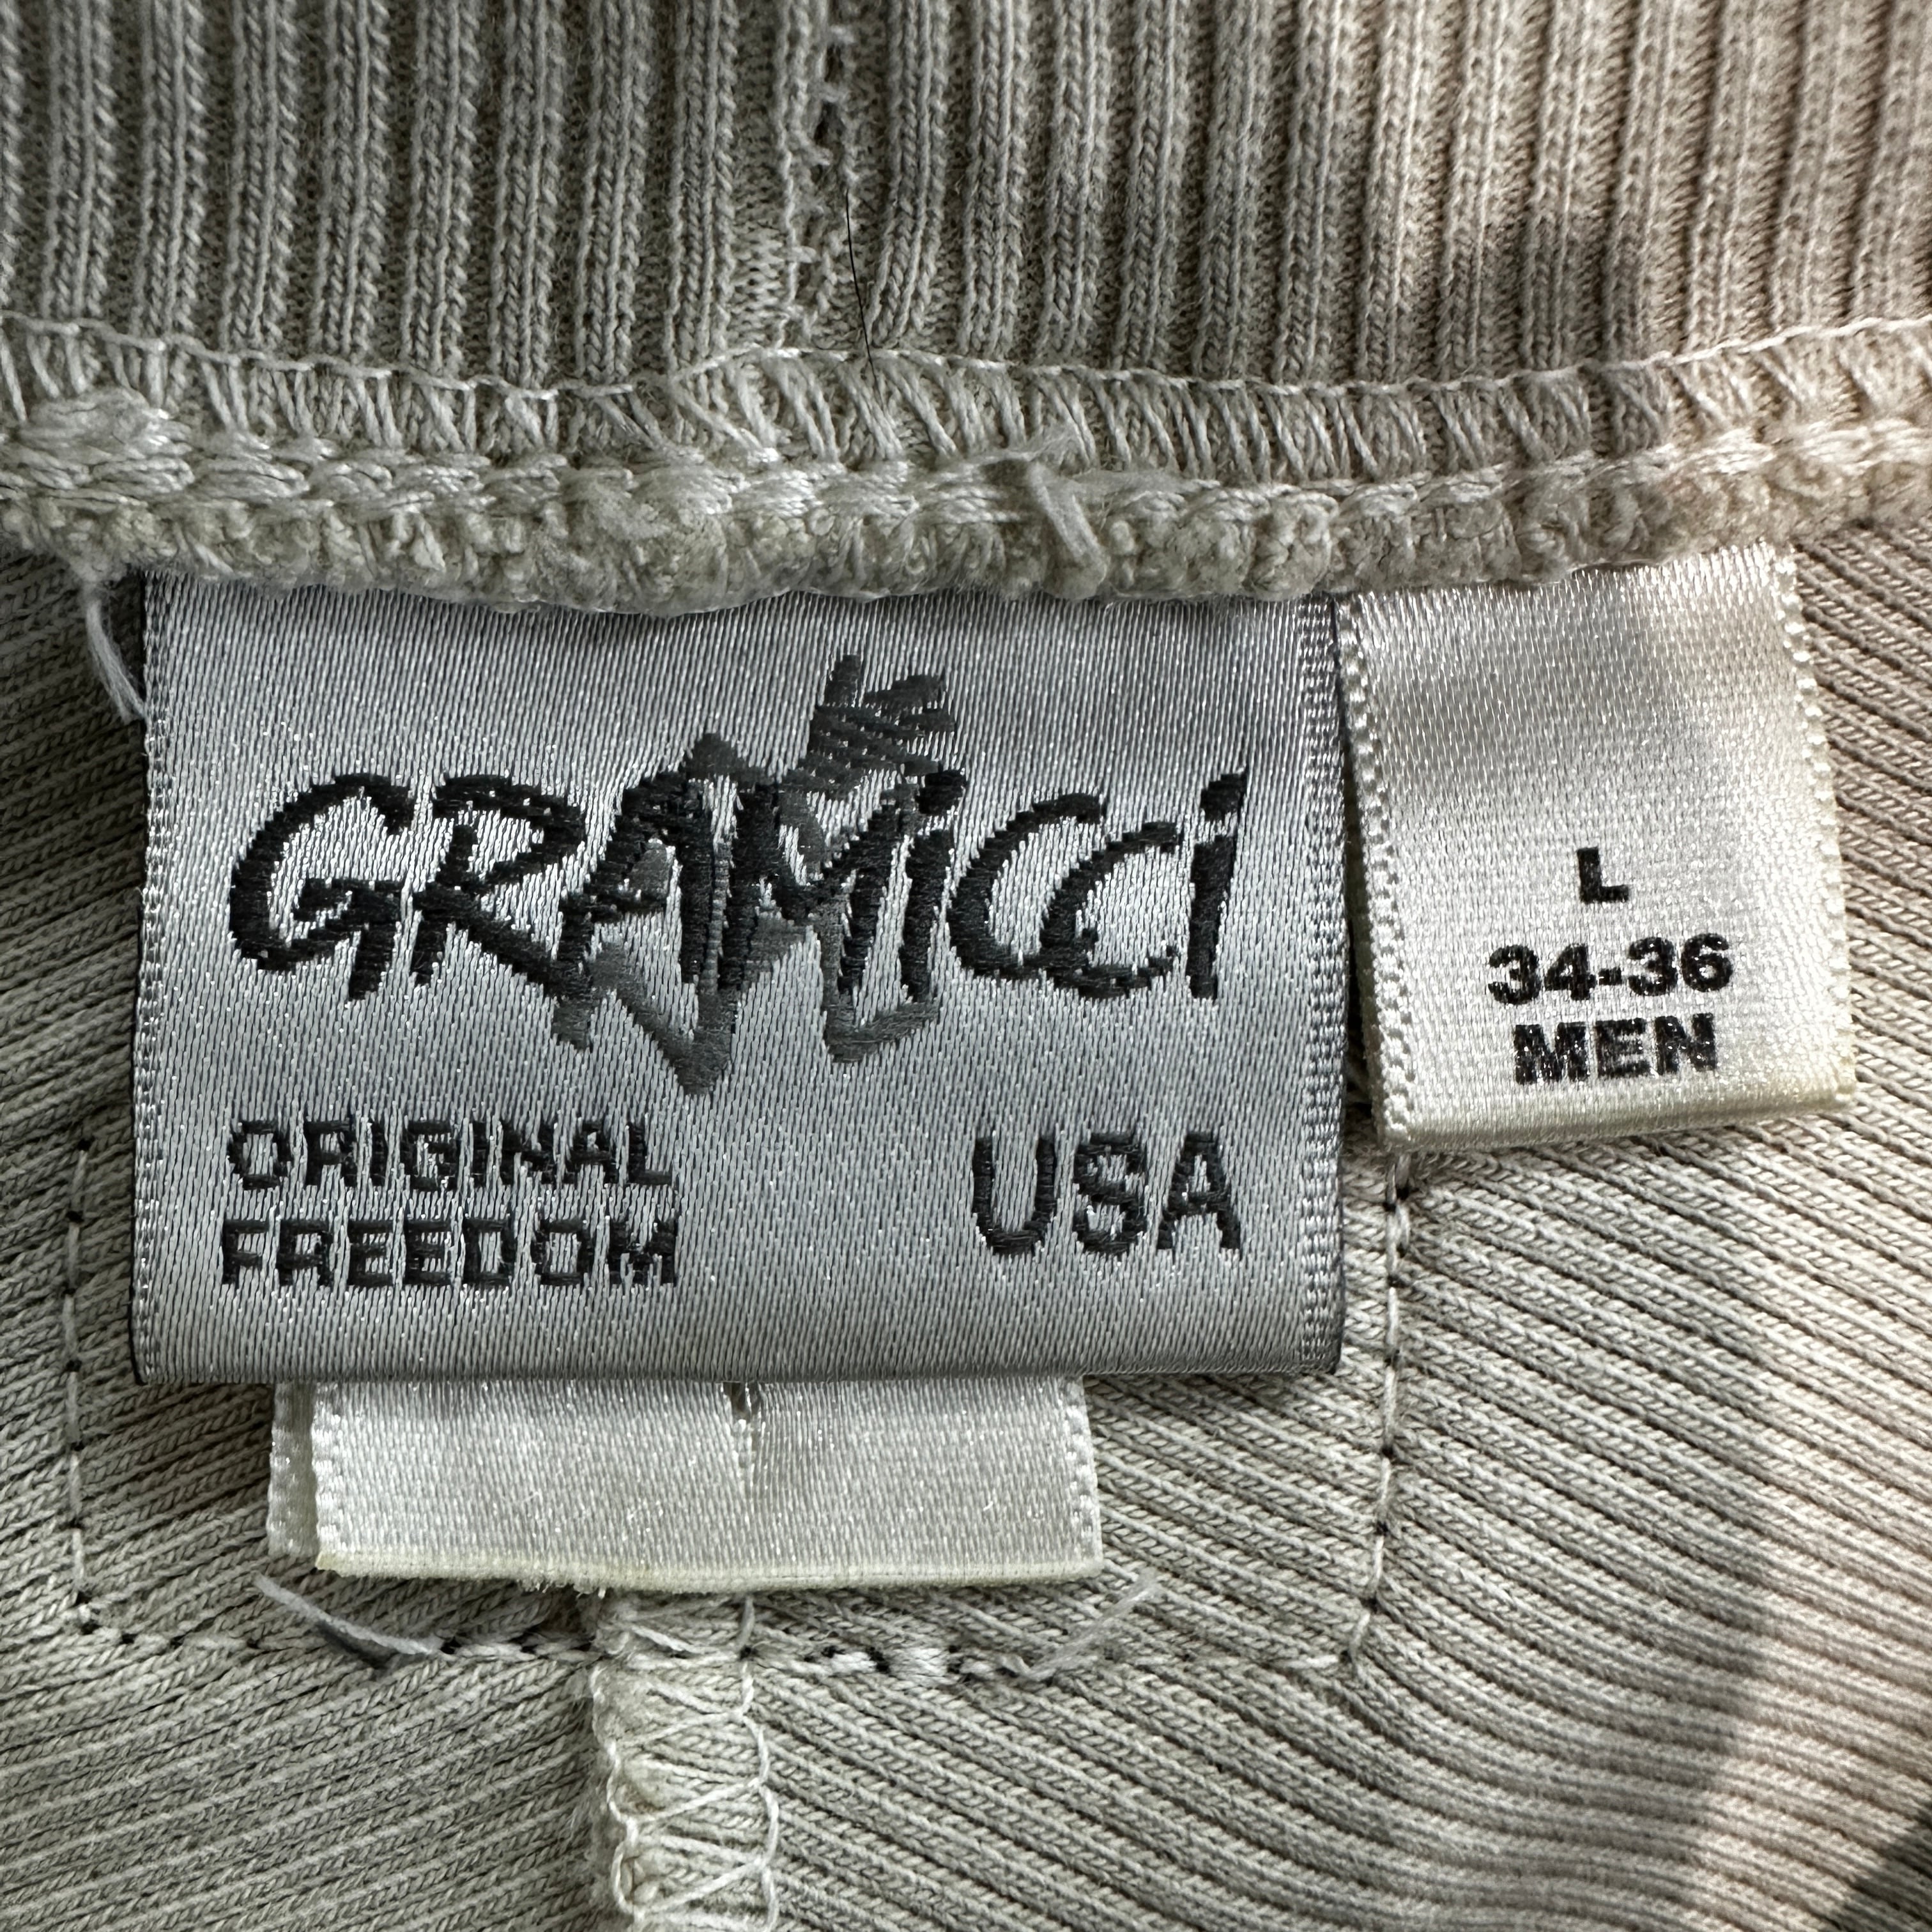 GRAMiCCi
ORIGINAL
FREEDOM
USA
L
34-36
MEN